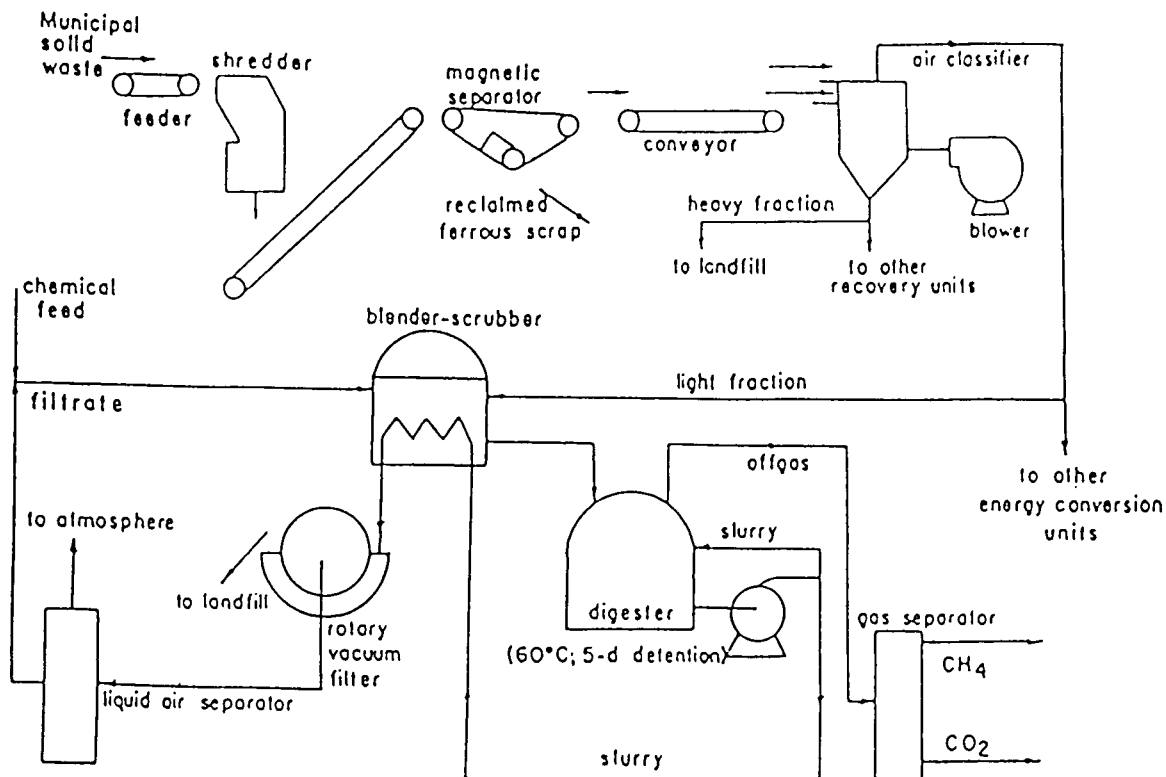 Municipal
solid
waste
feeder
shredder
magnetic
separator
reclaimed
ferrous scrap
conveyor
air classifier
blower
heavy fraction
to landfill
to other
recovery units
chemical
feed
filtrate
blender-scrubber
light fraction
to other
energy conversion
units
offgas
slurry
digester
(60°C; 5-d detention)
gas separator
CH4
CO2
to atmosphere
to landfill
rotary
vacuum
filter
liquid air separator
slurry